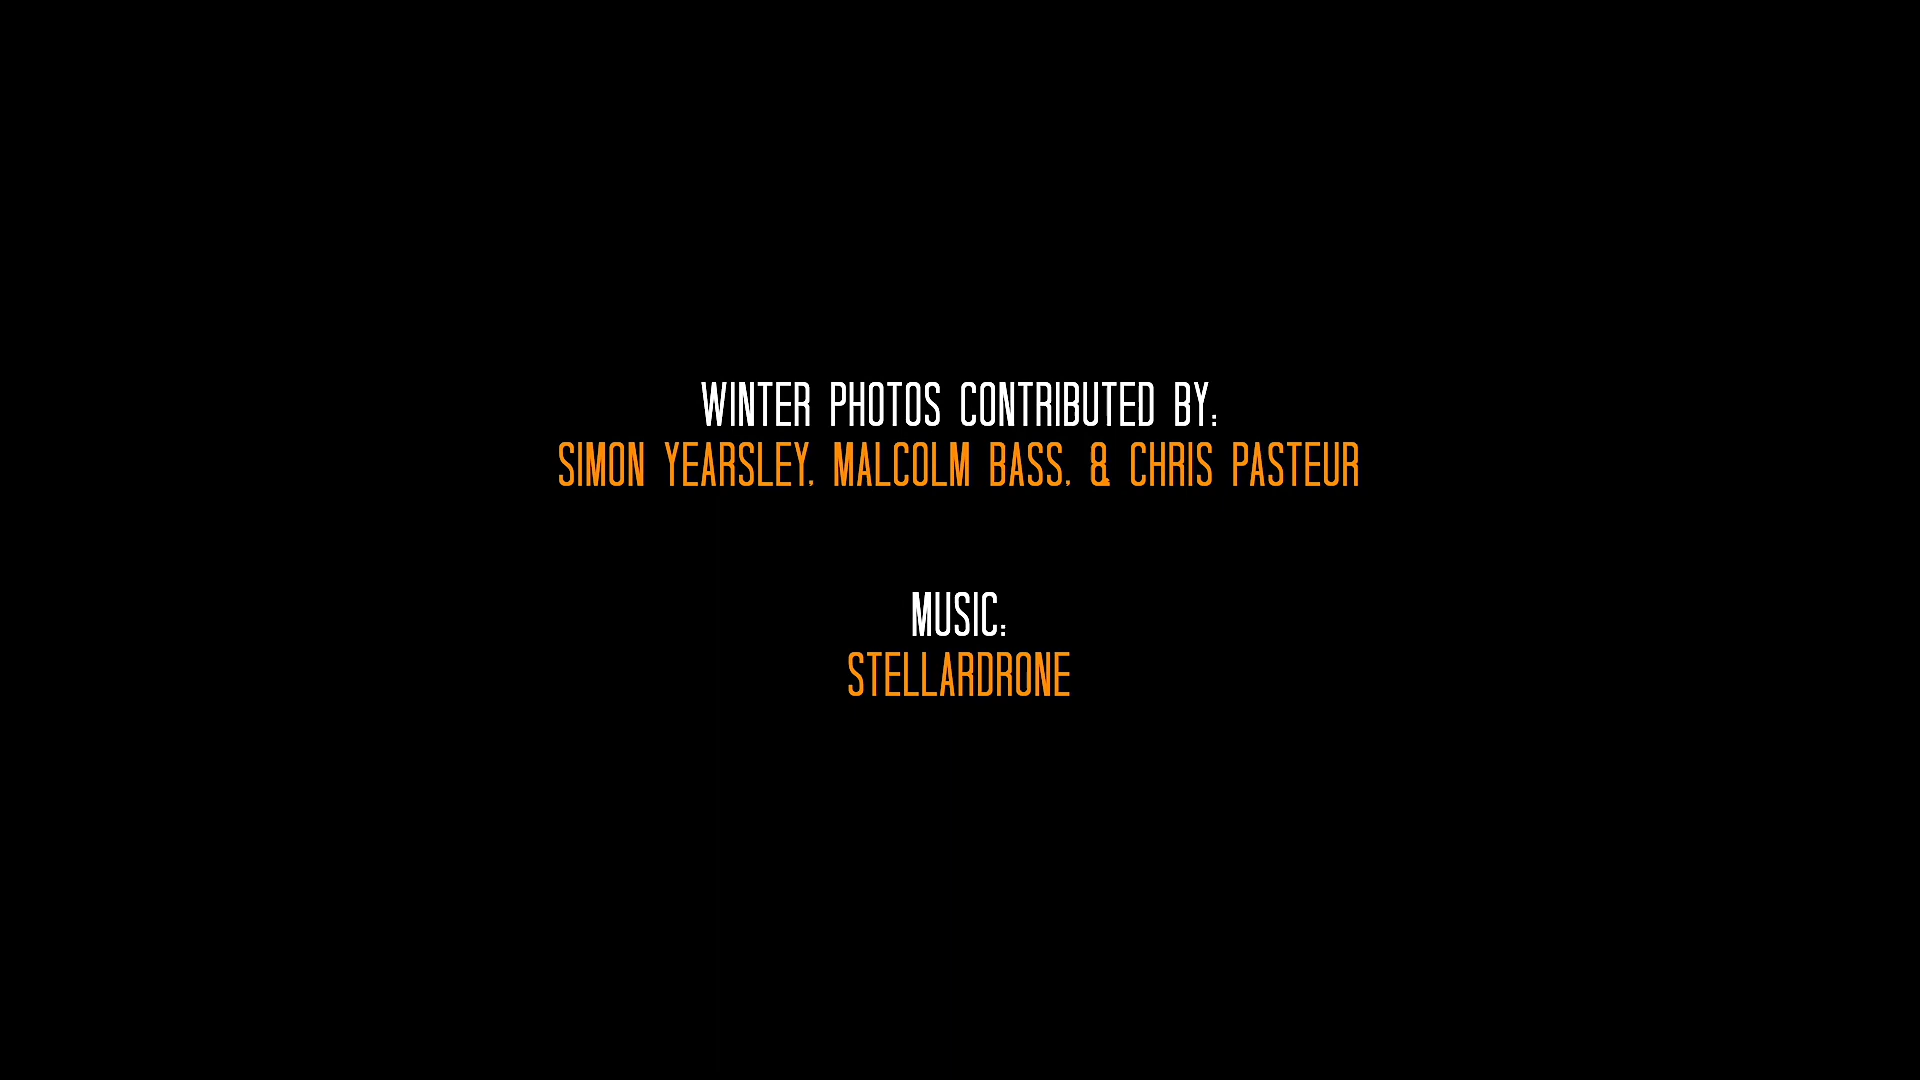 WINTER PHOTOS CONTRIBUTED BY:
SIMON YEARSLEY, MALCOLM BASS, & CHRIS PASTEUR
MUSIC:
STELLARDRONE